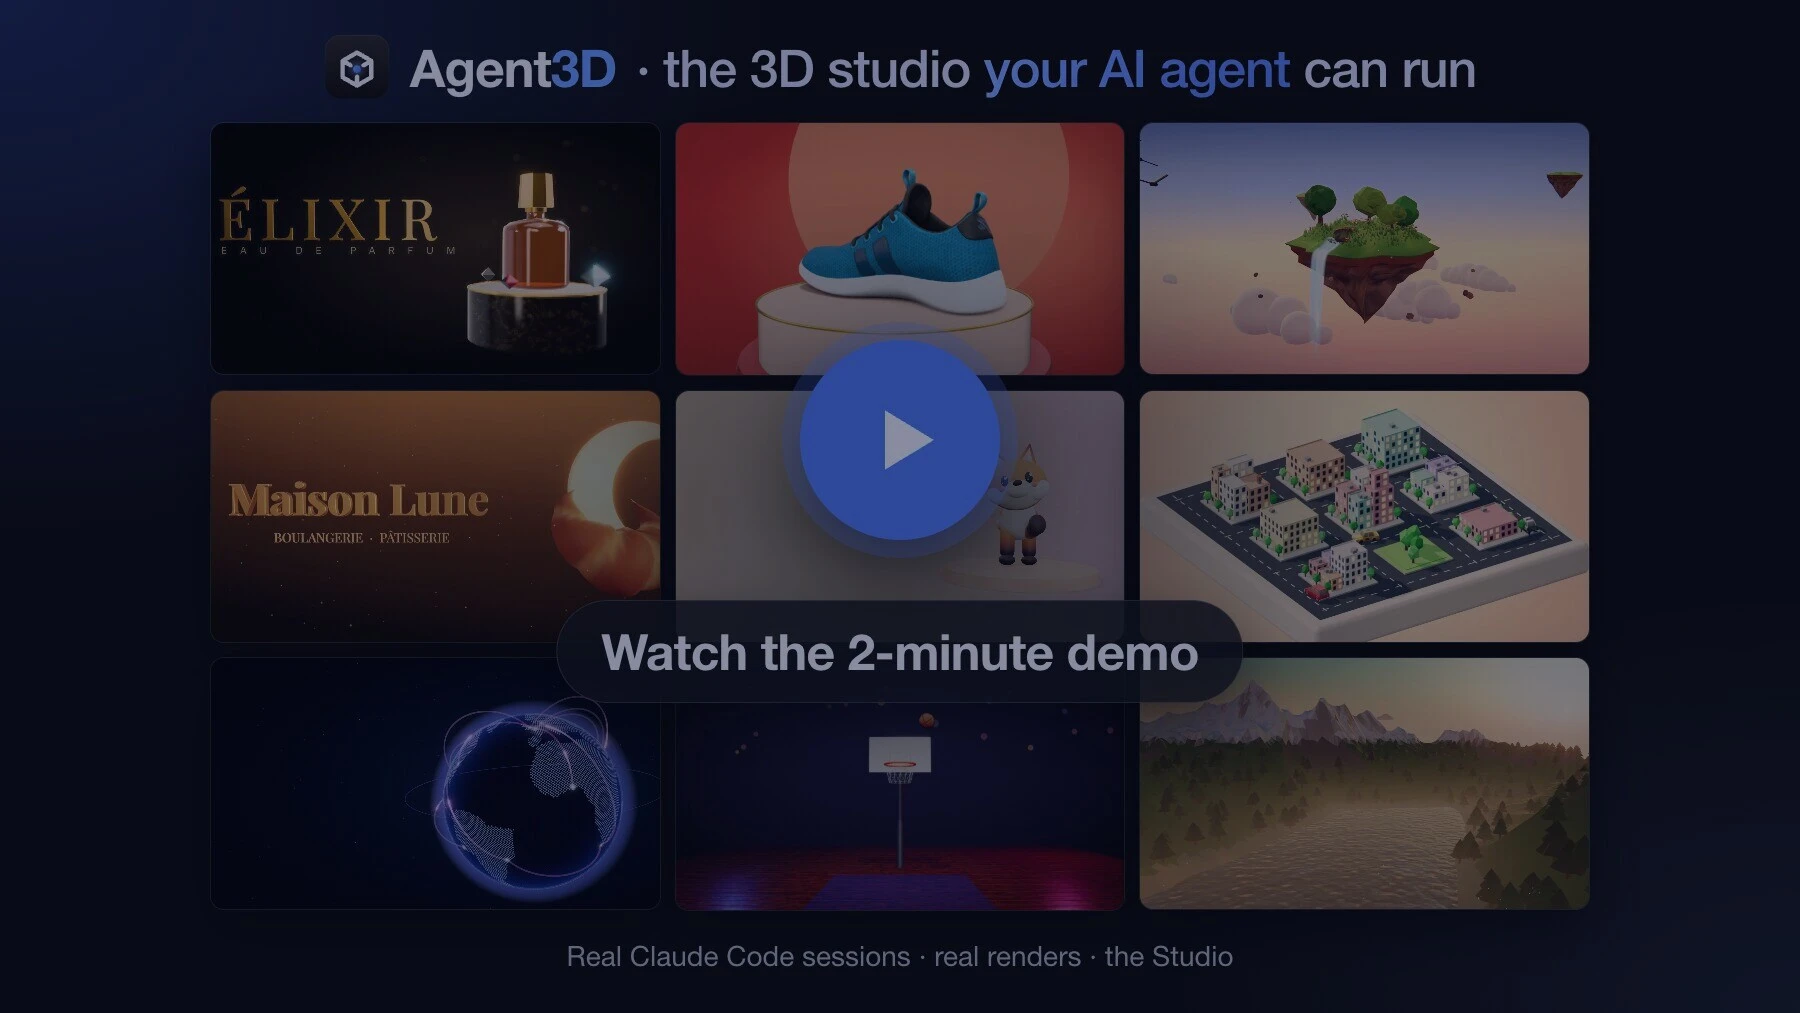 Agent3D · the 3D studio your AI agent can run
ÉLIXIR
EAU DE PARFUM
Maison Lune
BOULANGERIE · PÂTISSERIE
Watch the 2-minute demo
Real Claude Code sessions · real renders · the Studio